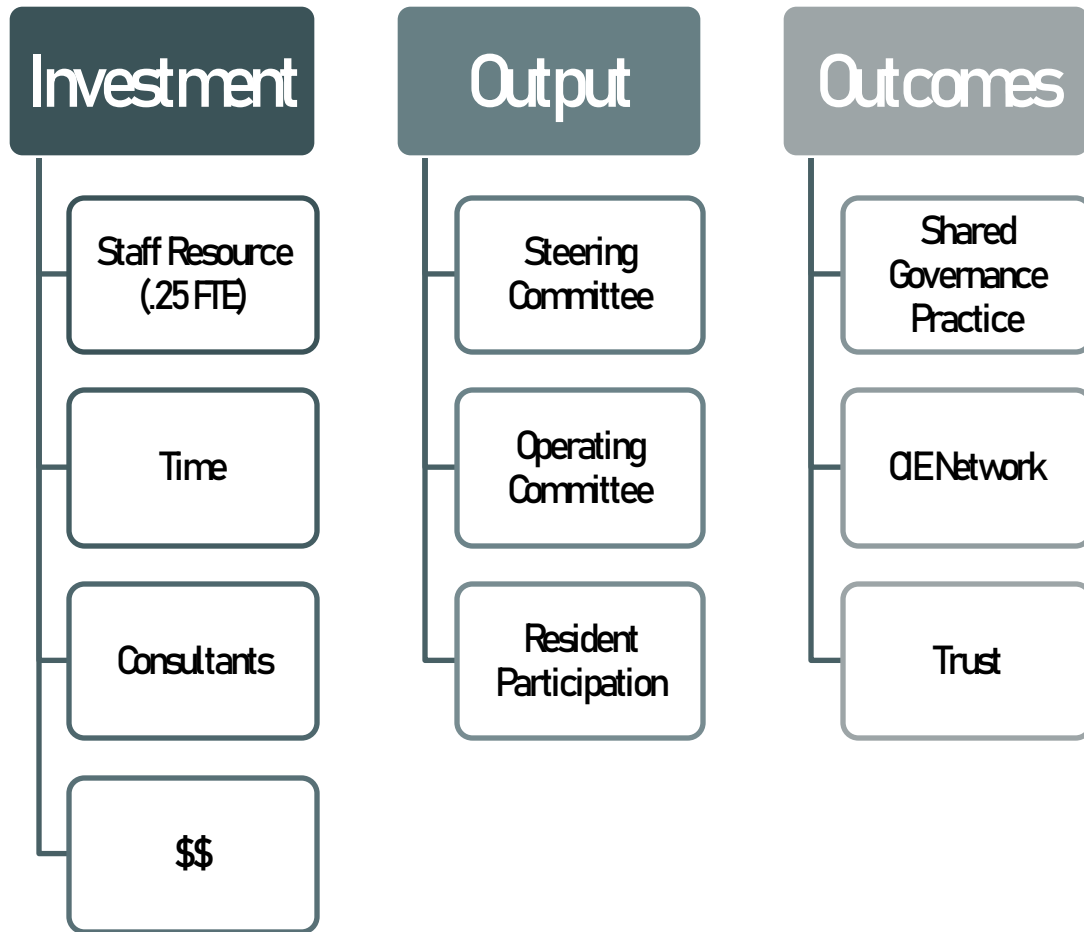 Investment
Staff Resource
(.25 FTE)
Time
Consultants
$$
Output
Steering
Committee
Operating
Committee
Resident
Participation
Outcomes
Shared
Governance
Practice
CIE Network
Trust